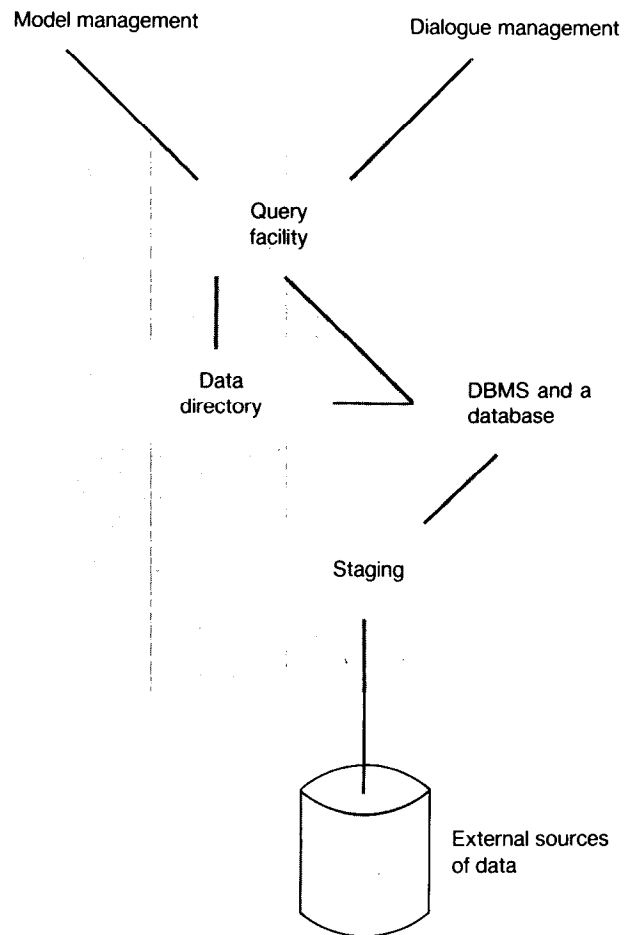 Model management
Dialogue management
Query
facility
Data
directory
DBMS and a
database
Staging
External sources
of data